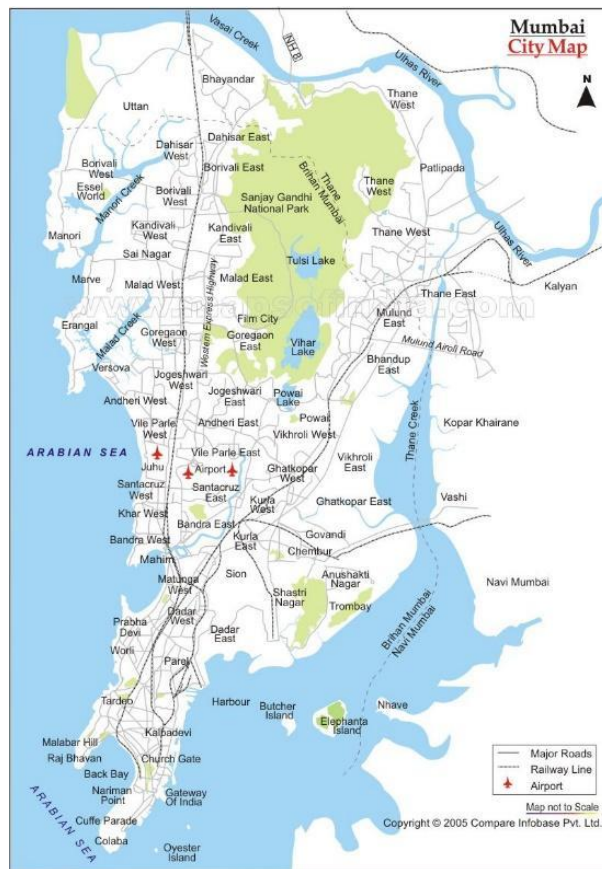 Mumbai
City Map
N
Vasai Creek
NH 8
Ulhas River
Bhayandar
Thane
West
Uttan
Dahisar East
Dahisar
West
Borivali
West
Borivali East
Thane
Brihan Mumbai
Patlipada
Essel
World
Manori Creek
Borivali
West
Sanjay Gandhi
National Park
Thane
West
Kandivali
West
Kandivali
East
Manori
Thane West
Ulhas River
Sai Nagar
Tulsi Lake
Marve
Malad West
Malad East
Kalyan
Thane East
www.mapsofindia.com
Western Express Highway
Film City
Erangal
Malad Creek
Goregaon
West
Goregaon
East
Mulund
East
Vihar
Lake
Mulund Airoli Road
Versova
Bhandup
East
Jogeshwari
West
Jogeshwari
East
Powai
Lake
Andheri West
Thane Creek
Vile Parle
West
Andheri East
Powai
Kopar Khairane
Vikhroli West
ARABIAN SEA
Vile Parle East
Vikhroli
East
Juhu
Airport
Ghatkopar
West
Santacruz
West
Santacruz
East
Vashi
Kurla
West
Ghatkopar East
Khar West
Bandra East
Govandi
Bandra West
Kurla
East
Chembur
Mahim
Sion
Anushakti
Nagar
Navi Mumbai
Matunga
West
Shastri
Nagar
Trombay
Dadar
West
Prabha
Devi
Dadar
East
Brihan Mumbai
Navi Mumbai
Worli
Parel
Tardeo
Harbour
Butcher
Island
Elephanta
Island
Nhave
Kalbadevi
Malabar Hill
Raj Bhavan
Church Gate
Back Bay
Nariman
Point
Gateway
Of India
ARABIAN SEA
Cuffe Parade
Colaba
Oyester
Island
Major Roads
Railway Line
Airport
Map not to Scale
Copyright © 2005 Compare Infobase Pvt. Ltd.